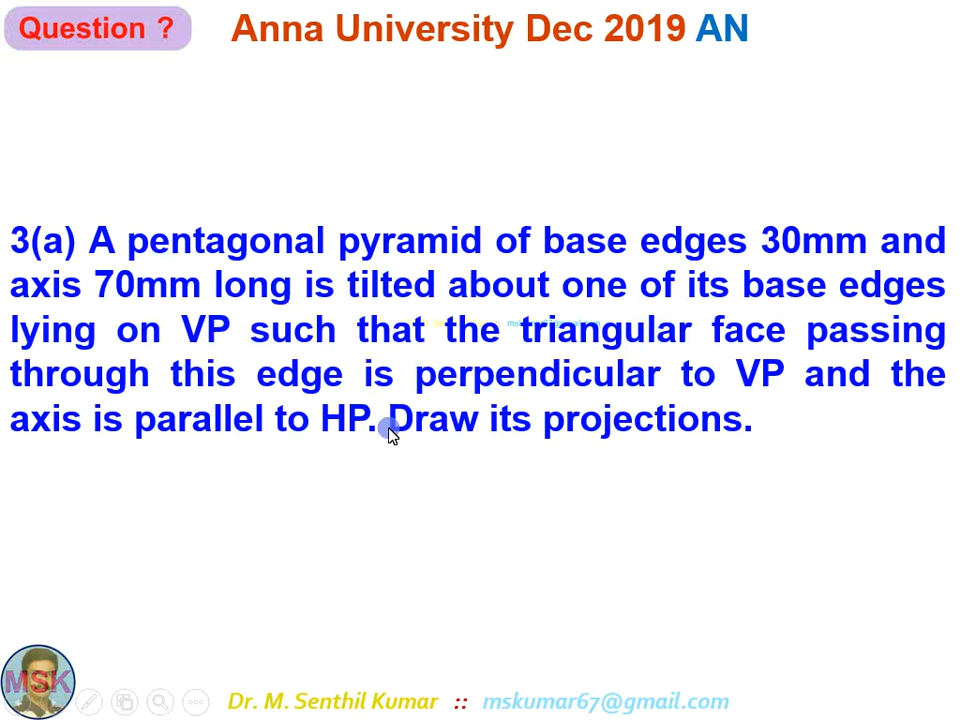 Question ?
Anna University Dec 2019 AN
3(a) A pentagonal pyramid of base edges 30mm and
axis 70mm long is tilted about one of its base edges
lying on VP such that the triangular face passing
through this edge is perpendicular to VP and the
axis is parallel to HP. Draw its projections.
MSK
Dr. M. Senthil Kumar :: mskumar67@gmail.com